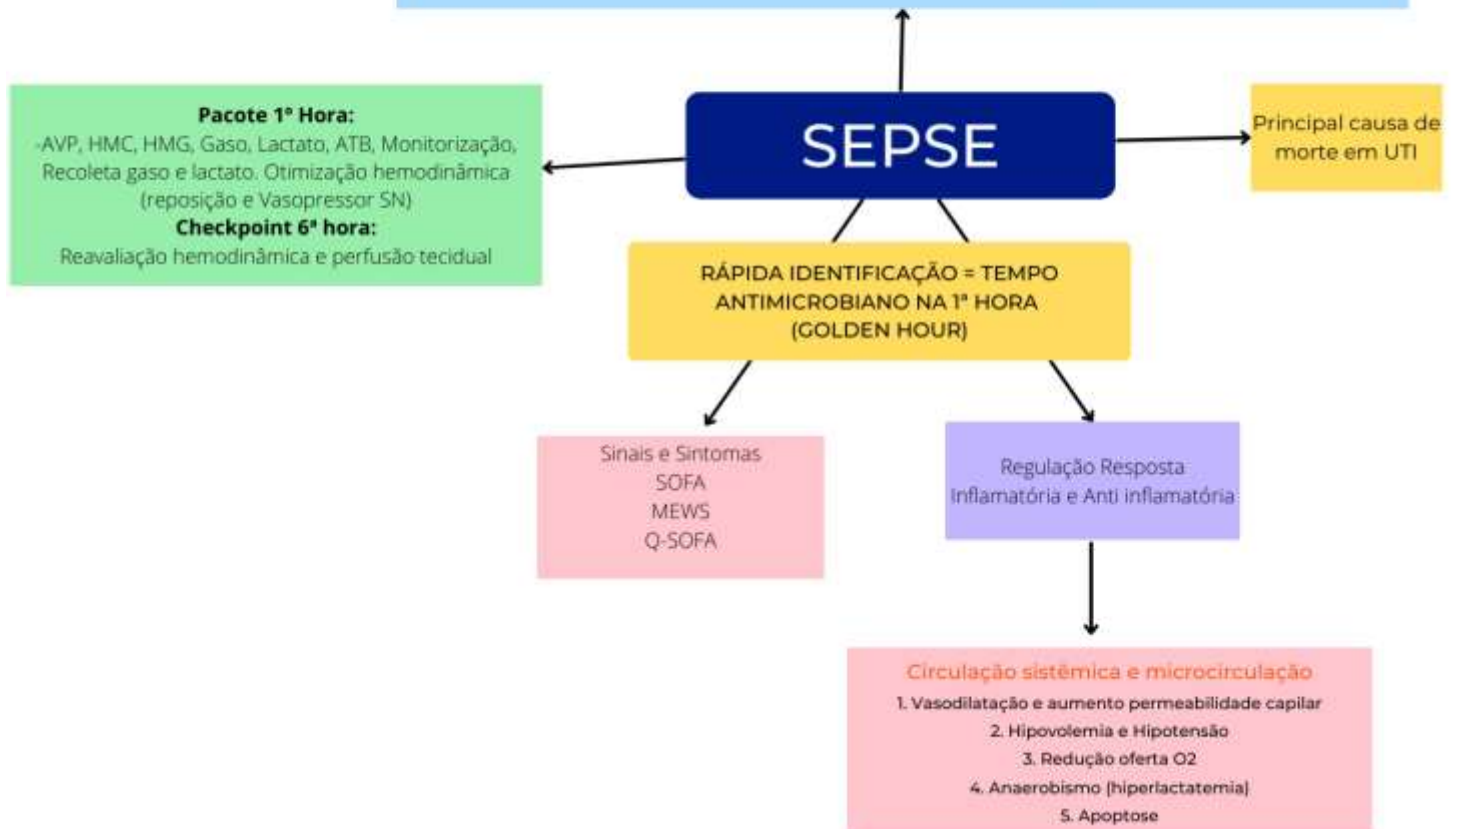 Pacote 1ª Hora:
-AVP, HMC, HMG, Gaso, Lactato, ATB, Monitorização,
Recoleta gaso e lactato. Otimização hemodinâmica
(reposição e Vasopressor SN)
Checkpoint 6ª hora:
Reavaliação hemodinâmica e perfusão tecidual
SEPSE
Principal causa de
morte em UTI
RÁPIDA IDENTIFICAÇÃO = TEMPO
ANTIMICROBIANO NA 1ª HORA
(GOLDEN HOUR)
Sinais e Sintomas
SOFA
MEWS
Q-SOFA
Regulação Resposta
Inflamatória e Anti inflamatória
Circulação sistêmica e microcirculação
1. Vasodilatação e aumento permeabilidade capilar
2. Hipovolemia e Hipotensão
3. Redução oferta O2
4. Anaerobismo (hiperlactatemia)
5. Apoptose